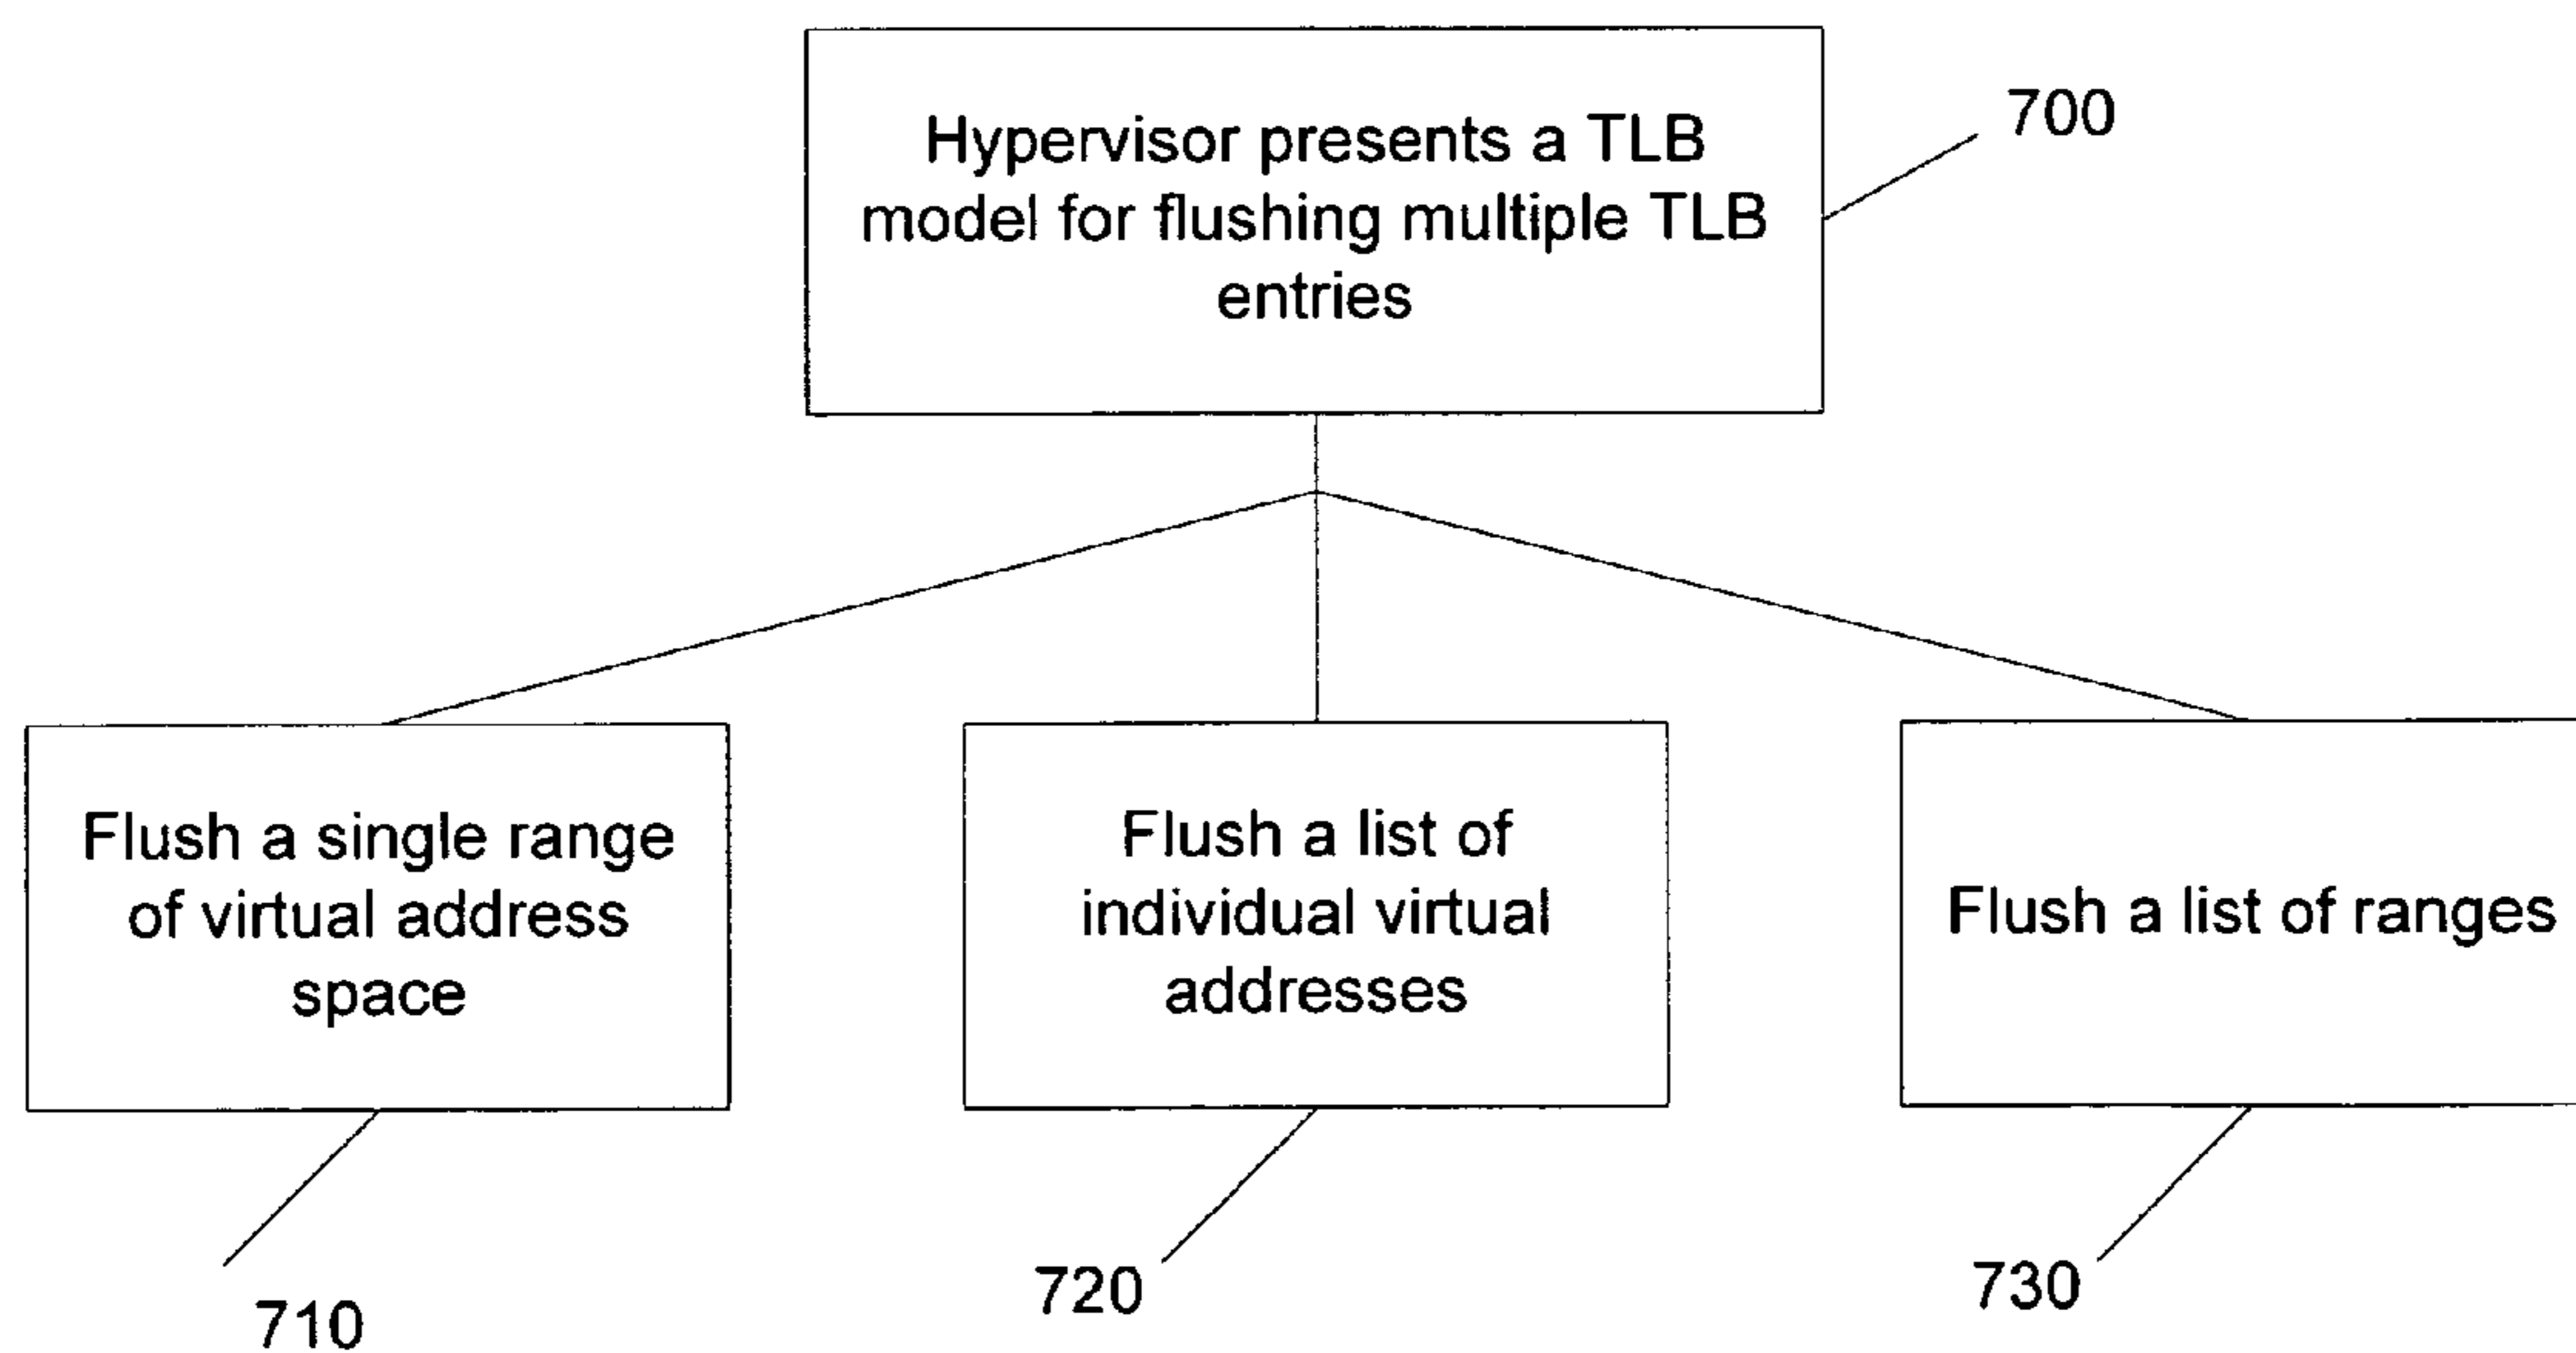 Hypervisor presents a TLB
model for flushing multiple TLB
entries
700
Flush a single range
of virtual address
space
Flush a list of
individual virtual
addresses
Flush a list of ranges
710
720
730